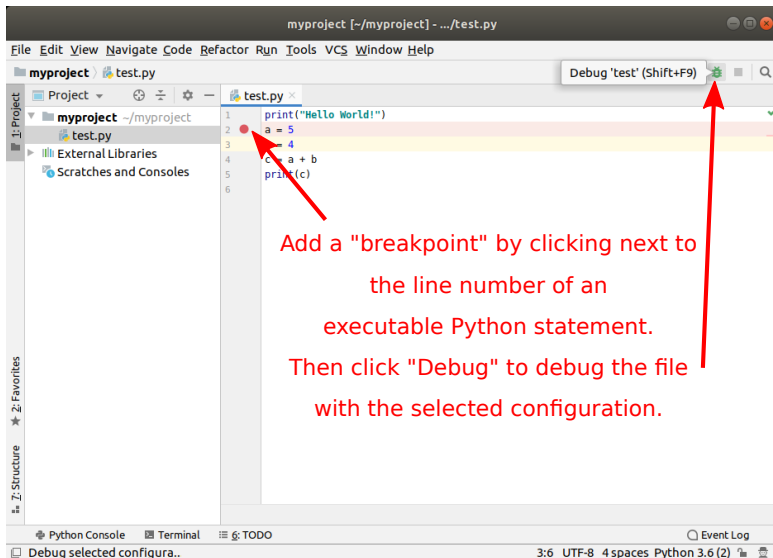 myproject [~/myproject] - .../test.py
File Edit View Navigate Code Refactor Run Tools VCS Window Help
myproject test.py
Debug 'test' (Shift+F9)
1: Project
Project
test.py
myproject ~/myproject
test.py
External Libraries
Scratches and Consoles
1 print("Hello World!")
2 a = 5
3 = 4
4 c = a + b
5 print(c)
6
Add a "breakpoint" by clicking next to
the line number of an
executable Python statement.
Then click "Debug" to debug the file
with the selected configuration.
2: Favorites
7: Structure
Python Console Terminal 6: TODO Event Log
Debug selected configura.. 3:6 UTF-8 4 spaces Python 3.6 (2)